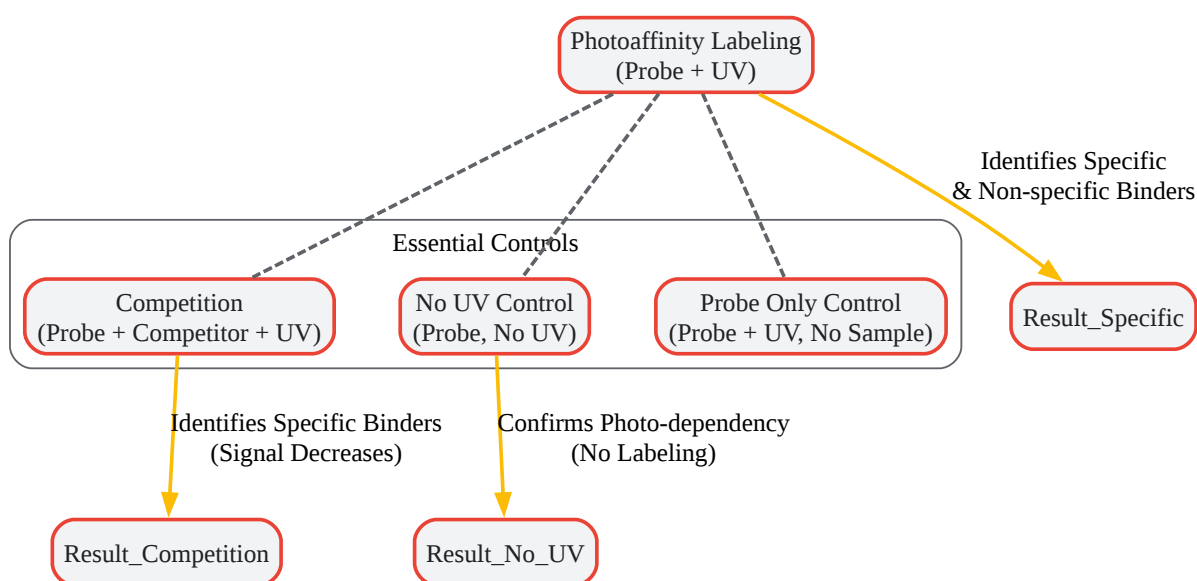 Photoaffinity Labeling
(Probe + UV)
Identifies Specific
& Non-specific Binders
Essential Controls
Competition
(Probe + Competitor + UV)
No UV Control
(Probe, No UV)
Probe Only Control
(Probe + UV, No Sample)
Result_Specific
Identifies Specific Binders
(Signal Decreases)
Confirms Photo-dependency
(No Labeling)
Result_Competition
Result_No_UV